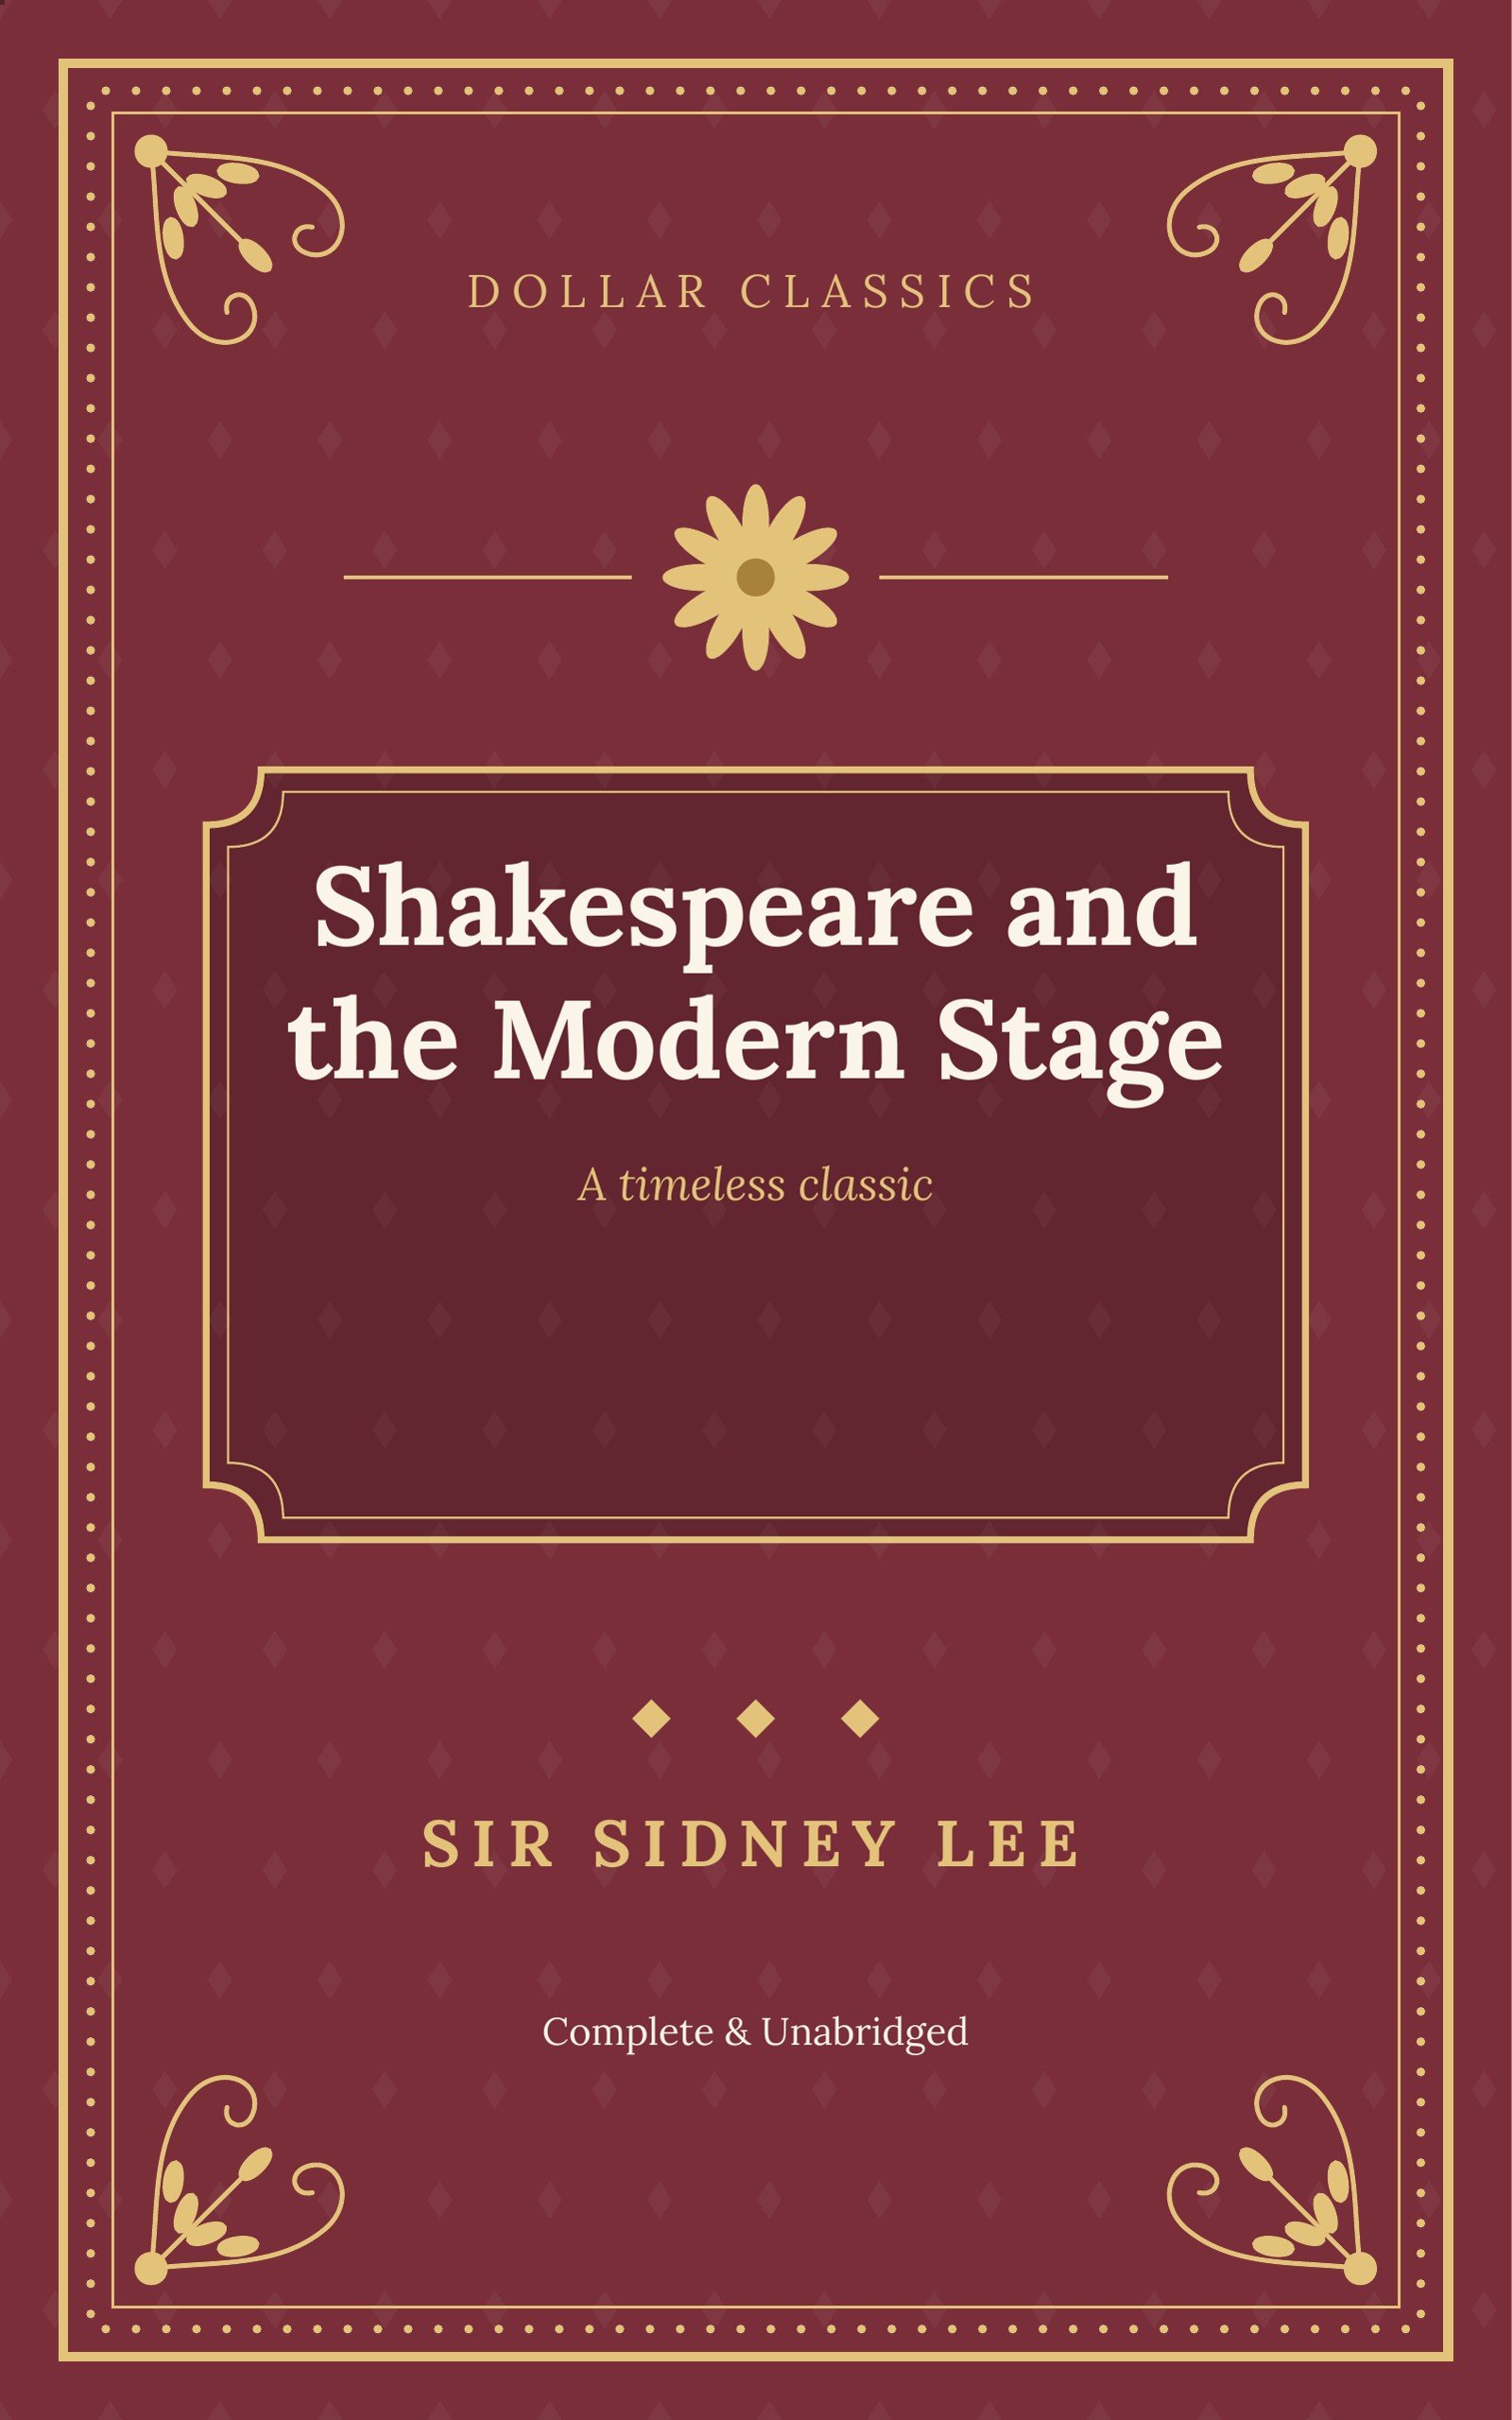 DOLLAR CLASSICS
Shakespeare and
the Modern Stage
A timeless classic
SIR SIDNEY LEE
Complete & Unabridged